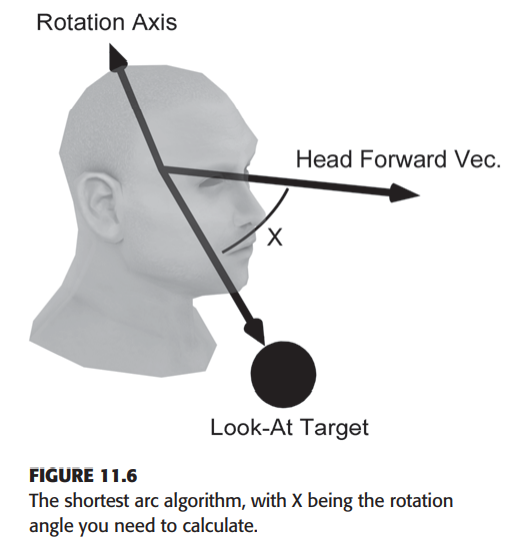 Rotation Axis
Head Forward Vec.
X
Look-At Target
FIGURE 11.6
The shortest arc algorithm, with X being the rotation
angle you need to calculate.